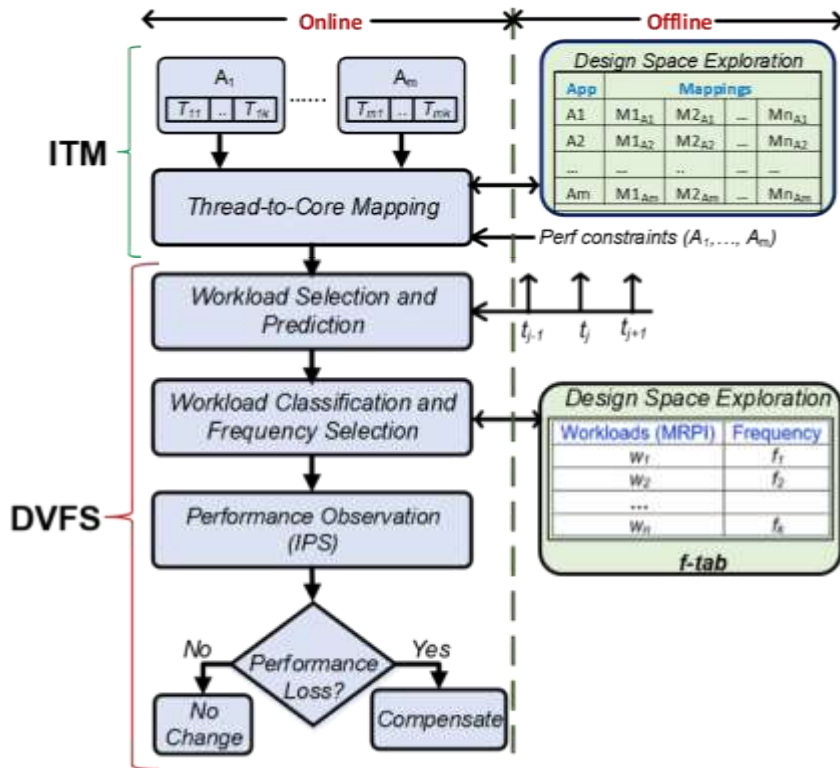 Online
Offline
ITM
A1
T11 .. T1k
......
Am
Tm1 .. Tmk
Design Space Exploration
App Mappings
A1 M1A1 M2A1 ... MnA1
A2 M1A2 M2A2 ... MnA2
... ... .. ... ...
Am M1Am M2Am ... MnAm
Thread-to-Core Mapping
Perf constraints (A1,..., Am)
DVFS
Workload Selection and
Prediction
tj-1 tj tj+1
Workload Classification and
Frequency Selection
Design Space Exploration
Workloads (MRPI) Frequency
w1 f1
w2 f2
...
wn fk
f-tab
Performance Observation
(IPS)
Performance
Loss?
No
Yes
No
Change
Compensate